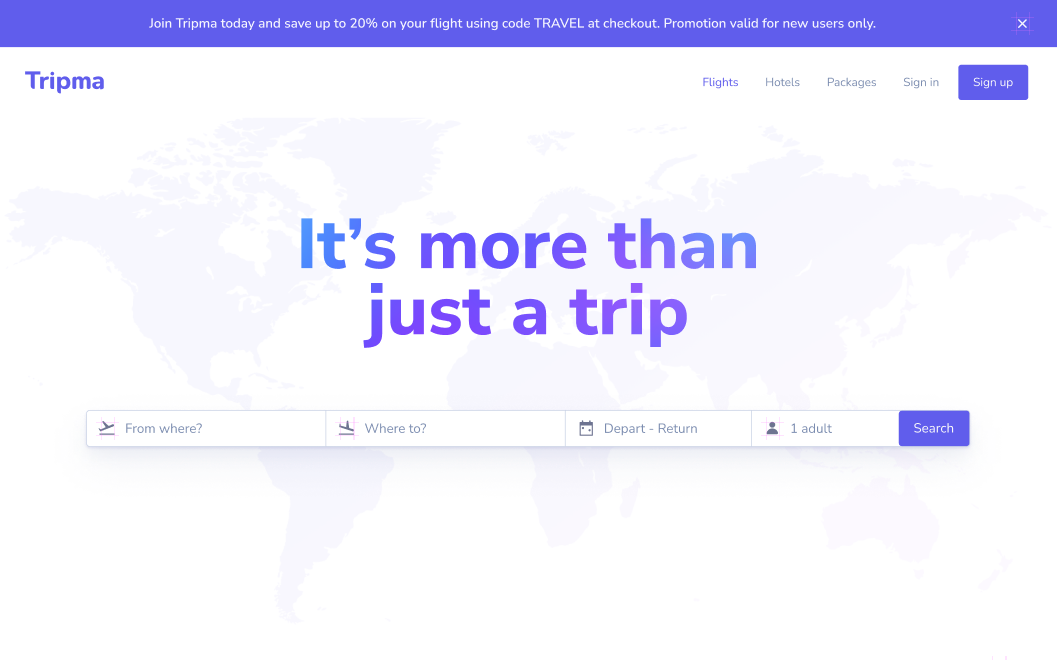 Join Tripma today and save up to 20% on your flight using code TRAVEL at checkout. Promotion valid for new users only.
Tripma
Flights
Hotels
Packages
Sign in
Sign up
It’s more than
just a trip
From where?
Where to?
Depart - Return
1 adult
Search